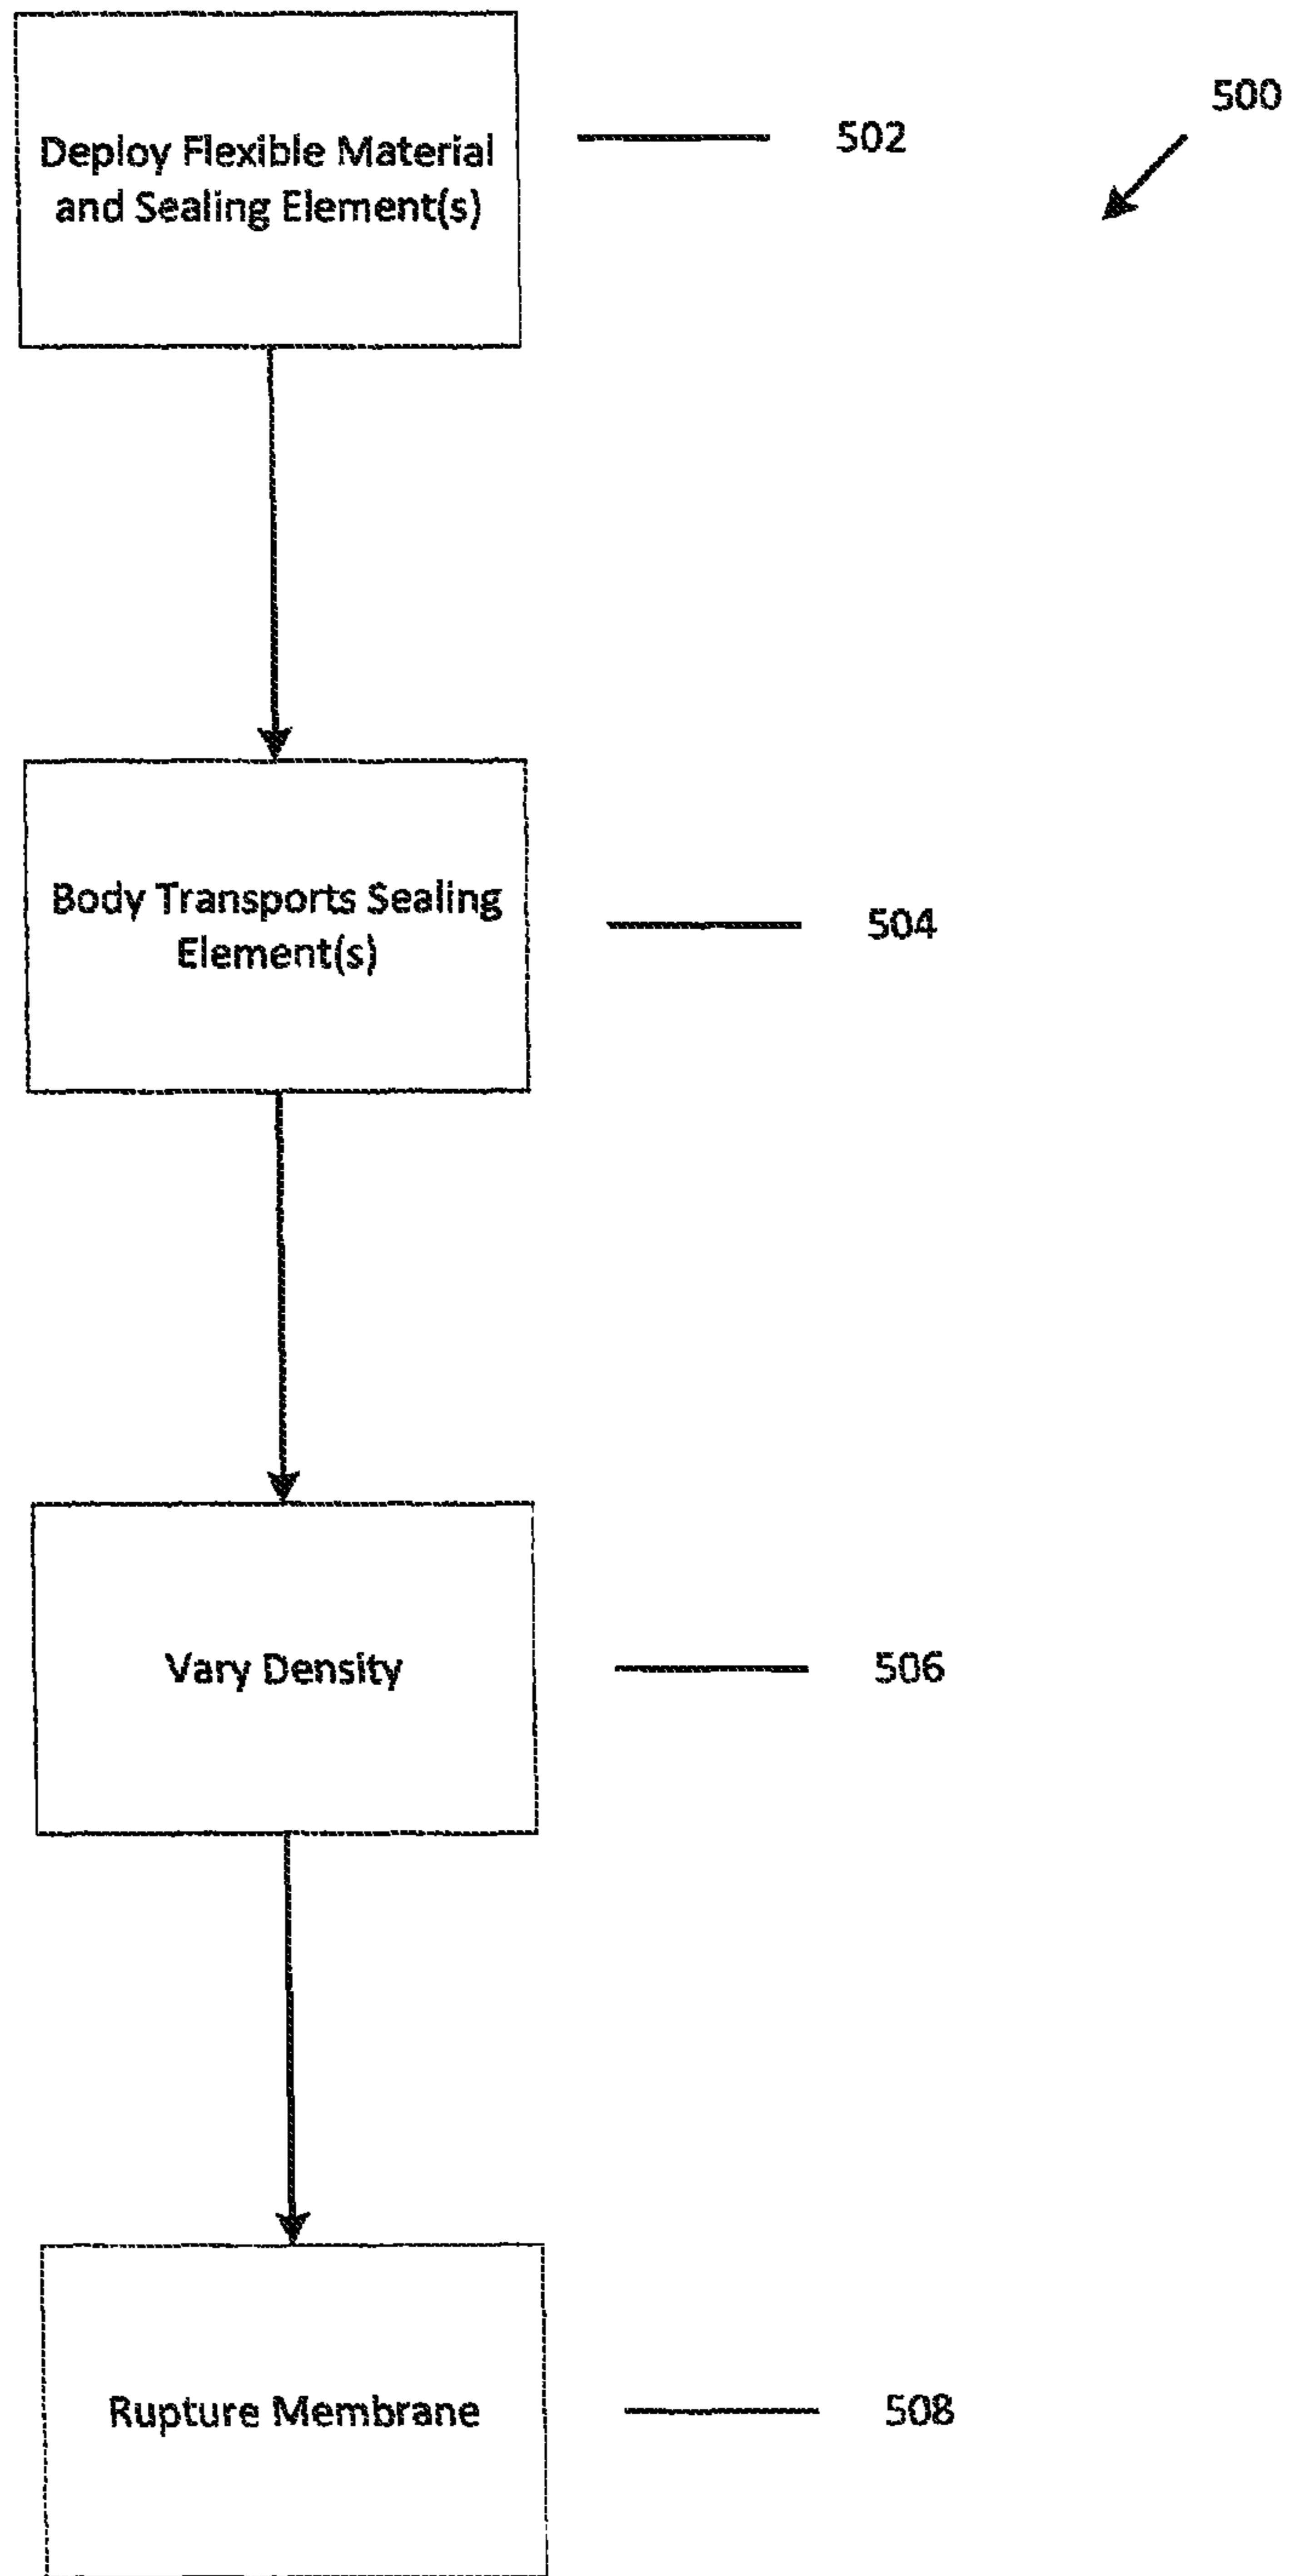 500
Deploy Flexible Material
and Sealing Element(s)
502
Body Transports Sealing
Element(s)
504
Vary Density
506
Rupture Membrane
508